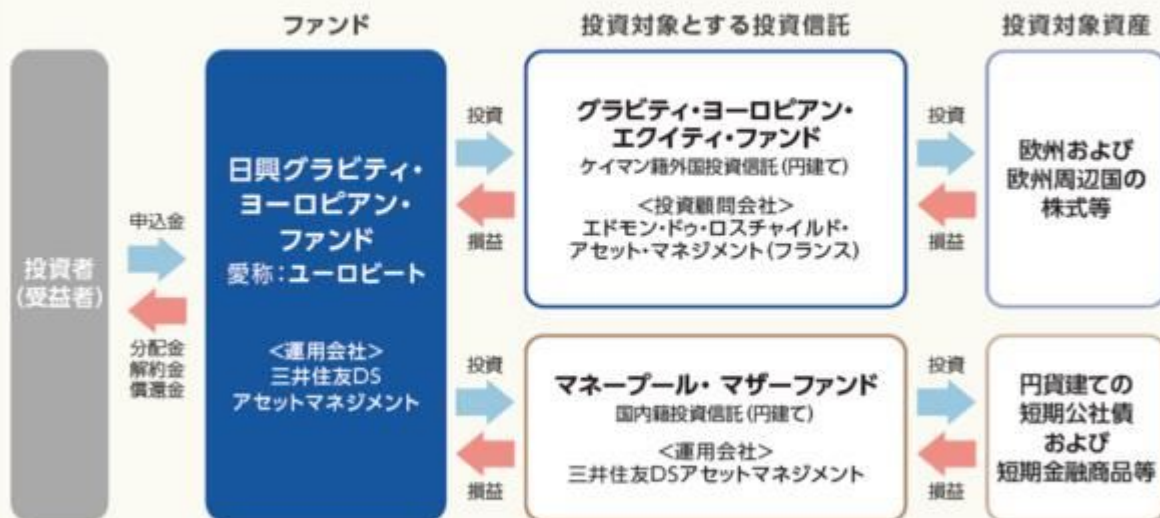 ファンド
投資対象とする投資信託
投資対象資産
投資者
(受益者)
申込金
分配金
解約金
償還金
日興グラビティ・
ヨーロピアン・
ファンド
愛称：ユーロビート
<運用会社>
三井住友DS
アセットマネジメント
投資
損益
グラビティ・ヨーロピアン・
エクイティ・ファンド
ケイマン籍外国投資信託(円建て)
<投資顧問会社>
エドモン・ドゥ・ロスチャイルド・
アセット・マネジメント(フランス)
投資
損益
欧州および
欧州周辺国の
株式等
投資
損益
マネープール・ マザーファンド
国内籍投資信託(円建て)
<運用会社>
三井住友DSアセットマネジメント
投資
損益
円貨建ての
短期公社債
および
短期金融商品等